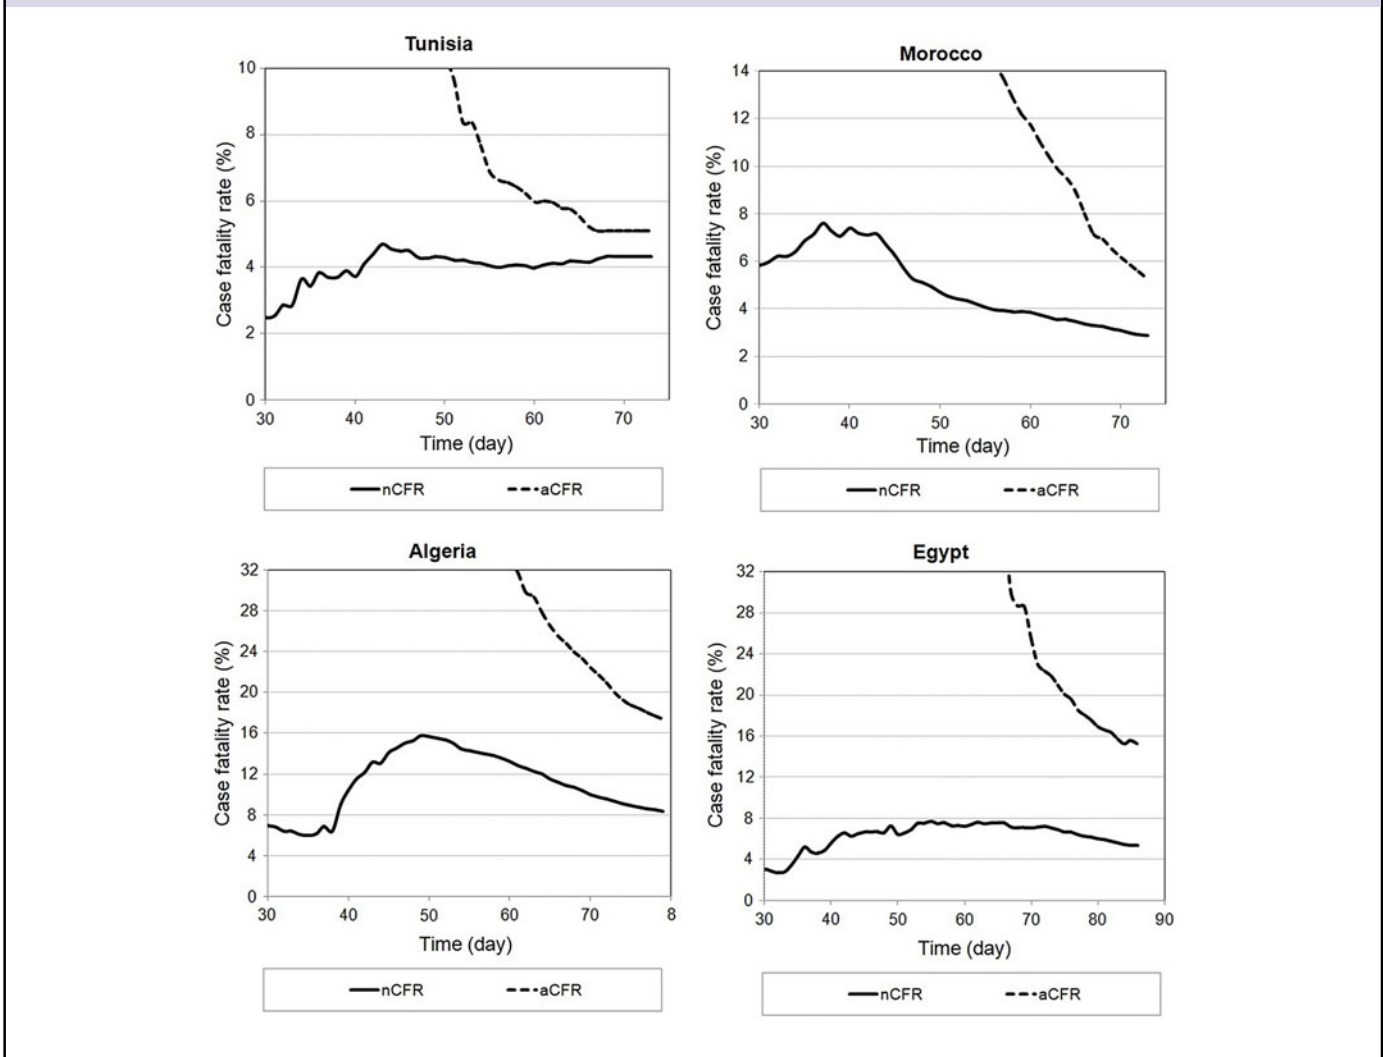 Tunisia
10
8
6
4
2
0
Case fatality rate (%)
30 40 50 60 70
Time (day)
nCFR aCFR
Morocco
14
12
10
8
6
4
2
0
Case fatality rate (%)
30 40 50 60 70
Time (day)
nCFR aCFR
Algeria
32
28
24
20
16
12
8
4
0
Case fatality rate (%)
30 40 50 60 70 8
Time (day)
nCFR aCFR
Egypt
32
28
24
20
16
12
8
4
0
Case fatality rate (%)
30 40 50 60 70 80 90
Time (day)
nCFR aCFR